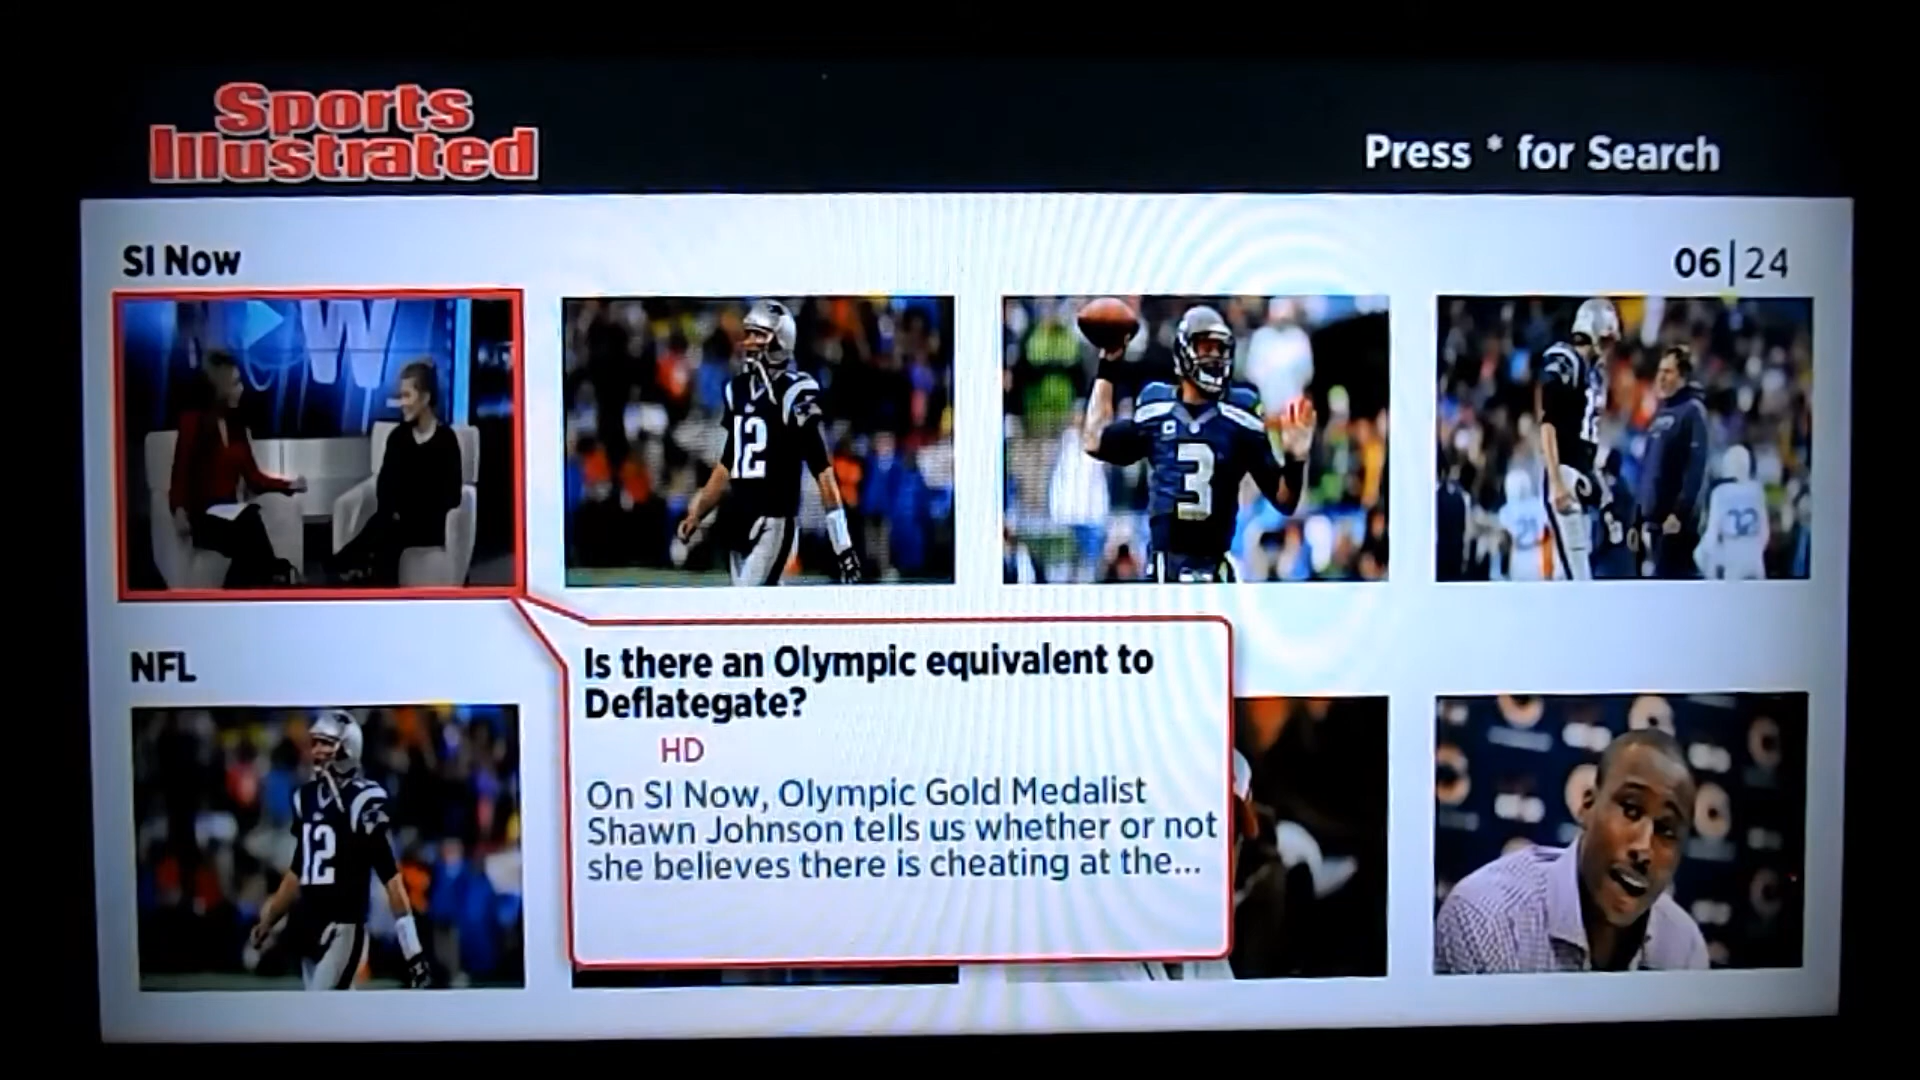 Sports
Illustrated
Press * for Search
SI Now
06|24
W
12
3
12
32
NFL
Is there an Olympic equivalent to
Deflategate?
HD
On SI Now, Olympic Gold Medalist
Shawn Johnson tells us whether or not
she believes there is cheating at the...
12